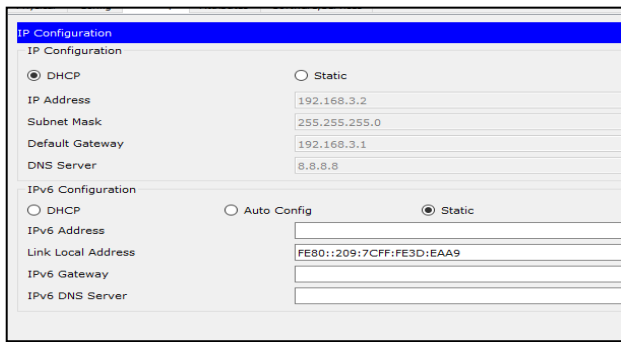 IP Configuration
IP Configuration
DHCP Static
IP Address 192.168.3.2
Subnet Mask 255.255.255.0
Default Gateway 192.168.3.1
DNS Server 8.8.8.8
IPv6 Configuration
DHCP Auto Config Static
IPv6 Address
Link Local Address FE80::209:7CFF:FE3D:EAA9
IPv6 Gateway
IPv6 DNS Server